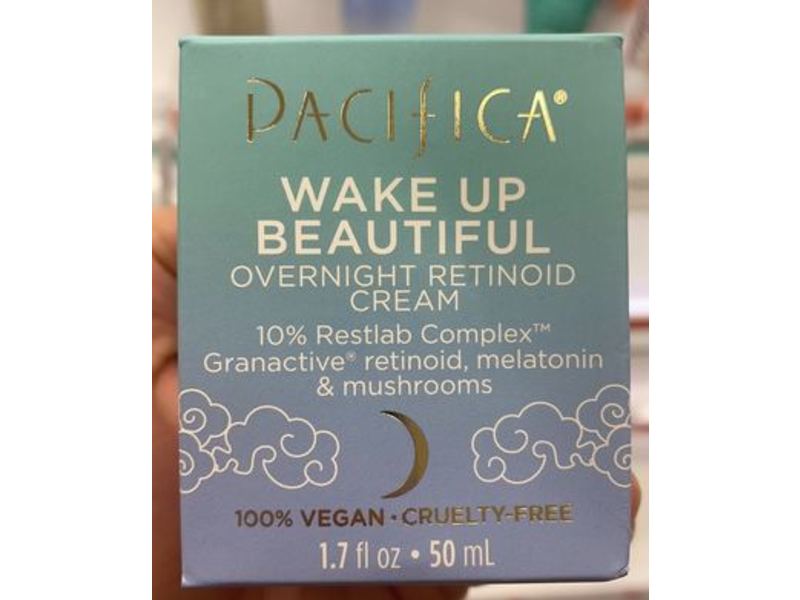 PACIFICA®
WAKE UP
BEAUTIFUL
OVERNIGHT RETINOID
CREAM
10% Restlab Complex™
Granactive® retinoid, melatonin
& mushrooms
100% VEGAN • CRUELTY-FREE
1.7 fl oz • 50 mL